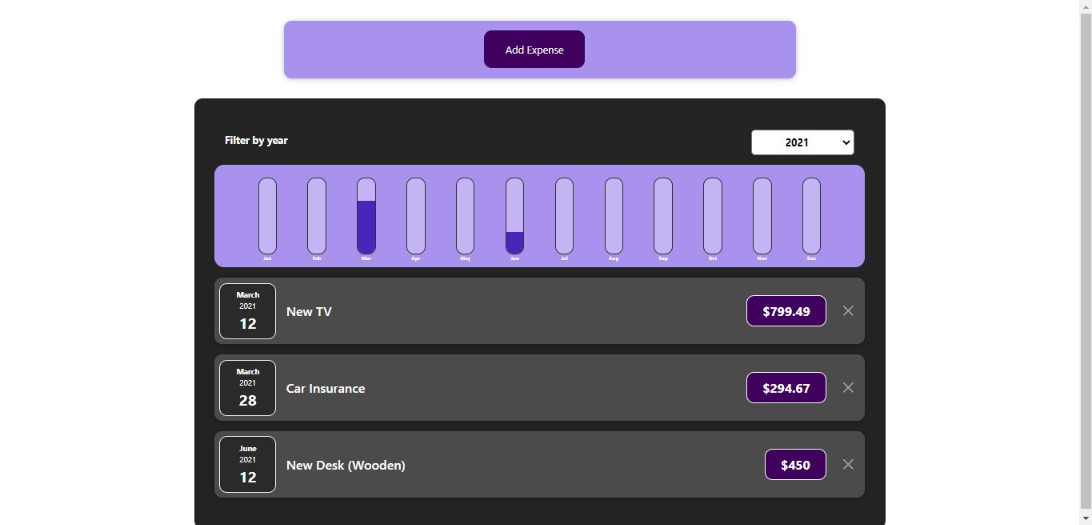 Add Expense
Filter by year
2021
Jan Feb Mar Apr May Jun Jul Aug Sep Oct Nov Dec
March
2021
12
New TV
$799.49
March
2021
28
Car Insurance
$294.67
June
2021
12
New Desk (Wooden)
$450